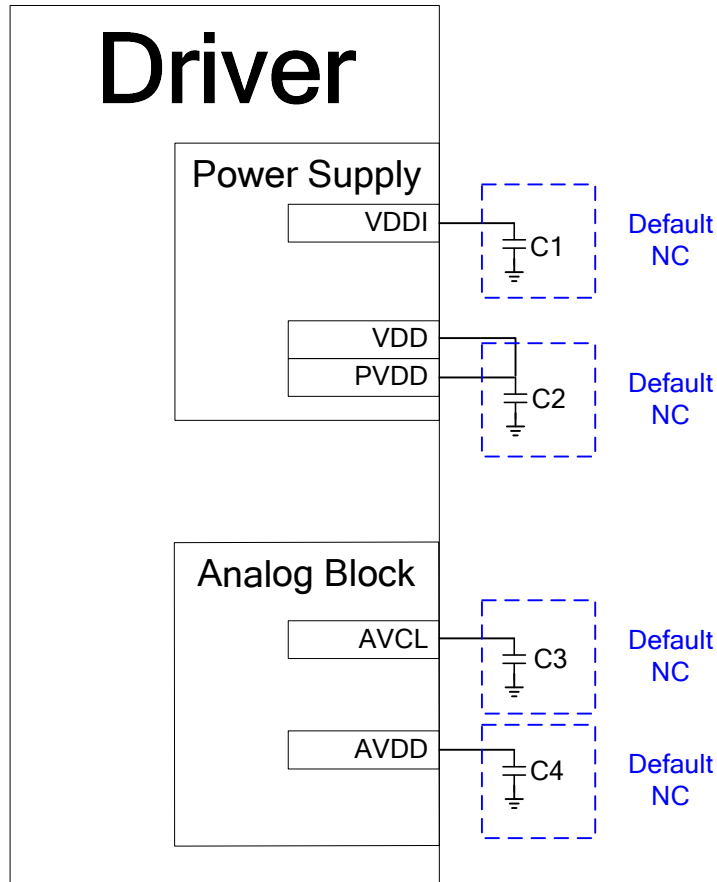 Driver
Power Supply
VDDI
C1
Default
NC
VDD
PVDD
C2
Default
NC
Analog Block
AVCL
C3
Default
NC
AVDD
C4
Default
NC